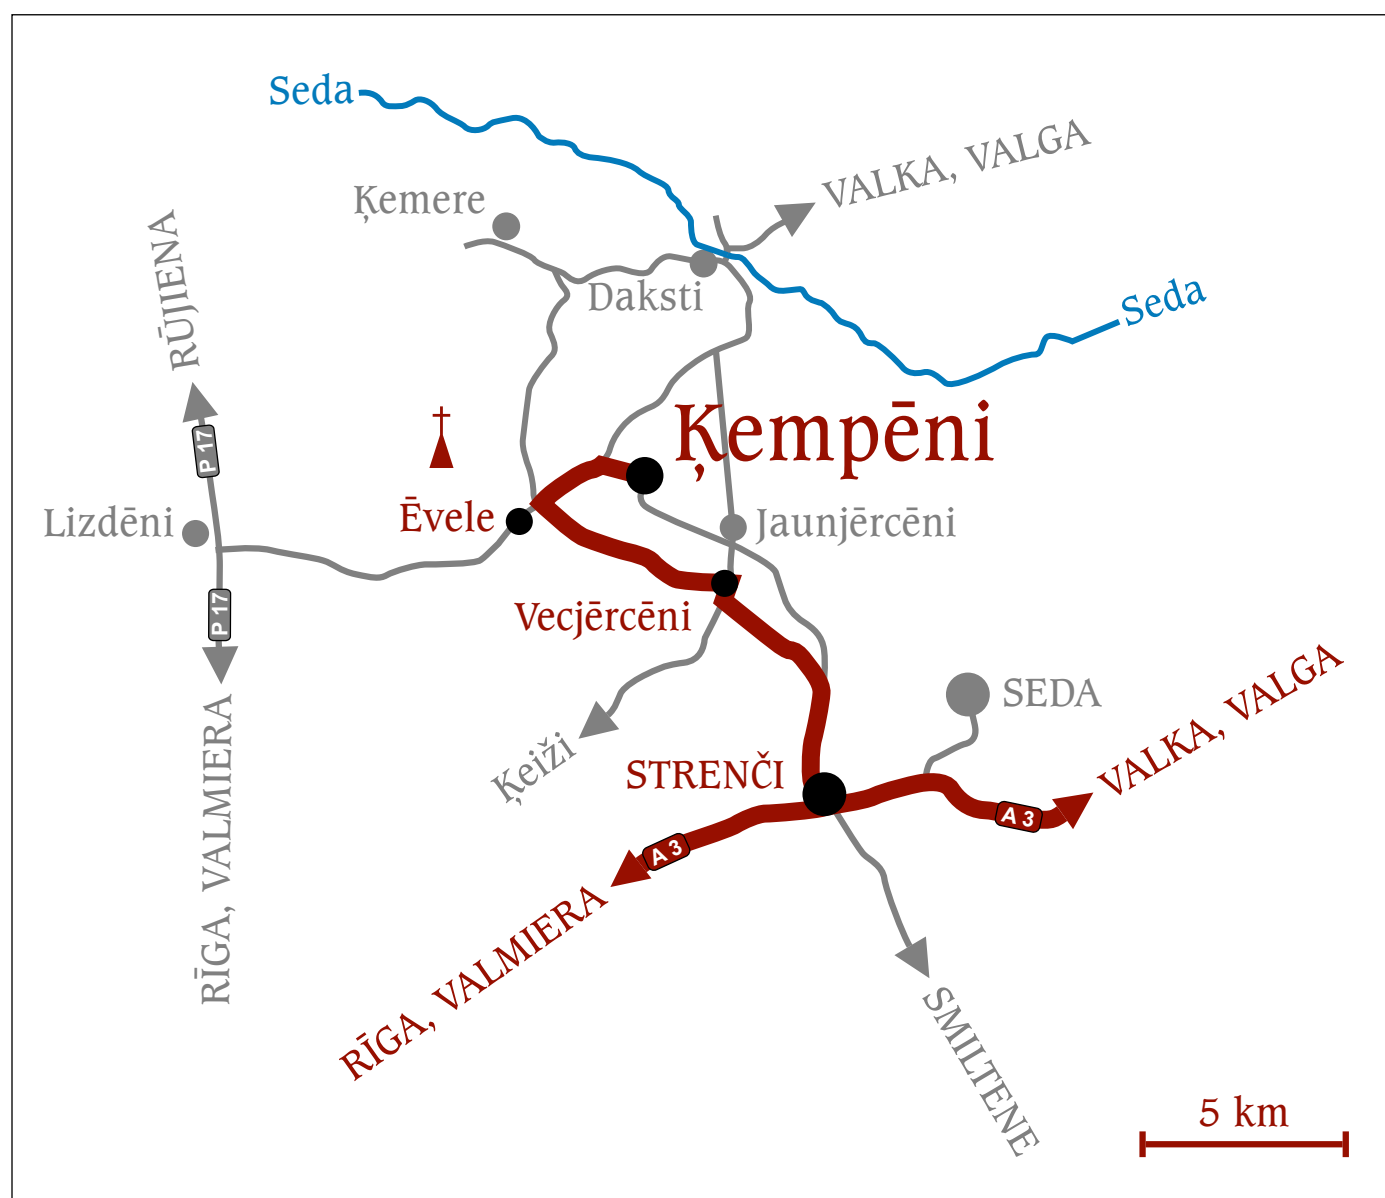 Seda
VALKA, VALGA
Ķemere
RŪJIENA
Daksti
Seda
Ķempēni
P 17
Lizdēni
Ēvele
Jaunjērcēni
P 17
Vecjērcēni
SEDA
VALKA, VALGA
RĪGA, VALMIERA
Ķeiži
STRENČI
A 3
A 3
RĪGA, VALMIERA
SMILTENE
5 km